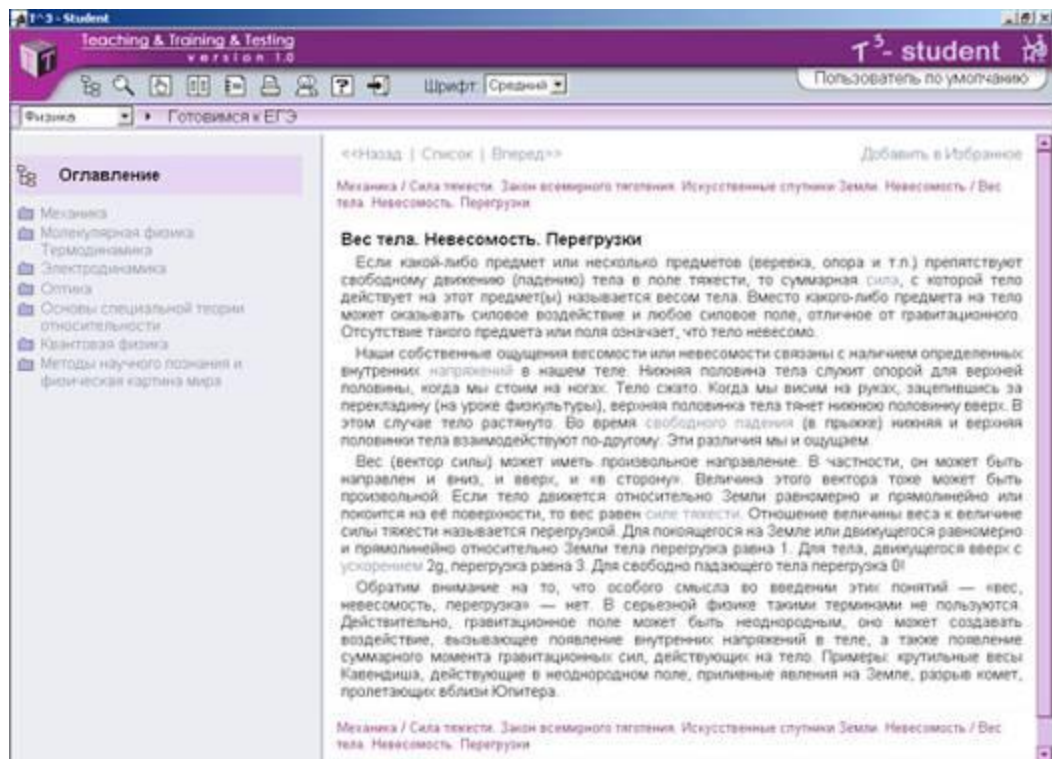 T^3 - Student
Teaching & Training & Testing
version 1.0
T³- student
Шрифт: Средний
Пользователь по умолчанию
Физика
Готовимся к ЕГЭ
Оглавление
Механика
Молекулярная физика.
Термодинамика
Электродинамика
Оптика
Основы специальной теории
относительности
Квантовая физика
Методы научного познания и
физическая картина мира
<<Назад | Список | Вперед>>
Добавить в Избранное
Механика / Сила тяжести. Закон всемирного тяготения. Искусственные спутники Земли. Невесомость / Вес
тела. Невесомость. Перегрузки
Вес тела. Невесомость. Перегрузки
Если какой-либо предмет или несколько предметов (веревка, опора и т.п.) препятствуют
свободному движению (падению) тела в поле тяжести, то суммарная сила, с которой тело
действует на этот предмет(ы) называется весом тела. Вместо какого-либо предмета на тело
может оказывать силовое воздействие и любое силовое поле, отличное от гравитационного.
Отсутствие такого предмета или поля означает, что тело невесомо.
Наши собственные ощущения весомости или невесомости связаны с наличием определенных
внутренних напряжений в нашем теле. Нижняя половина тела служит опорой для верхней
половины, когда мы стоим на ногах. Тело сжато. Когда мы висим на руках, зацепившись за
перекладину (на уроке физкультуры), верхняя половинка тела тянет нижнюю половинку вверх. В
этом случае тело растянуто. Во время свободного падения (в прыжке) нижняя и верхняя
половинки тела взаимодействуют по-другому. Эти различия мы и ощущаем.
Вес (вектор силы) может иметь произвольное направление. В частности, он может быть
направлен и вниз, и вверх, и «в сторону». Величина этого вектора тоже может быть
произвольной. Если тело движется относительно Земли равномерно и прямолинейно или
покоится на её поверхности, то вес равен силе тяжести. Отношение величины веса к величине
силы тяжести называется перегрузкой. Для покоящегося на Земле или движущегося равномерно
и прямолинейно относительно Земли тела перегрузка равна 1. Для тела, движущегося вверх с
ускорением 2g, перегрузка равна 3. Для свободно падающего тела перегрузка 0!
Обратим внимание на то, что особого смысла во введении этих понятий — «вес,
невесомость, перегрузка» — нет. В серьезной физике такими терминами не пользуются.
Действительно, гравитационное поле может быть неоднородным, оно может создавать
воздействие, вызывающее появление внутренних напряжений в теле, а также появление
суммарного момента гравитационных сил, действующих на тело. Примеры: крутильные весы
Кавендиша, действующие в неоднородном поле, приливные явления на Земле, разрыв комет,
пролетающих вблизи Юпитера.
Механика / Сила тяжести. Закон всемирного тяготения. Искусственные спутники Земли. Невесомость / Вес
тела. Невесомость. Перегрузки